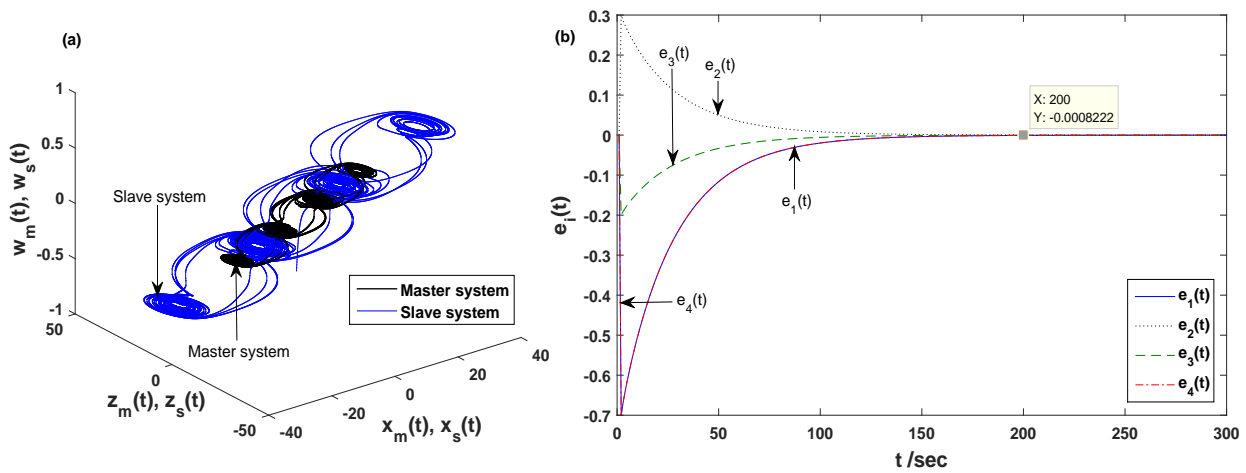 (a)
1
0.5
0
-0.5
-1
w_m(t), w_s(t)
50
0
-50
z_m(t), z_s(t)
-40
-20
0
20
40
x_m(t), x_s(t)
Slave system
Master system
Master system
Slave system
(b)
0.3
0.2
0.1
0
-0.1
-0.2
-0.3
-0.4
-0.5
-0.6
-0.7
e_i(t)
0
50
100
150
200
250
300
t /sec
e_3(t)
e_2(t)
X: 200
Y: -0.0008222
e_1(t)
e_4(t)
e_1(t)
e_2(t)
e_3(t)
e_4(t)